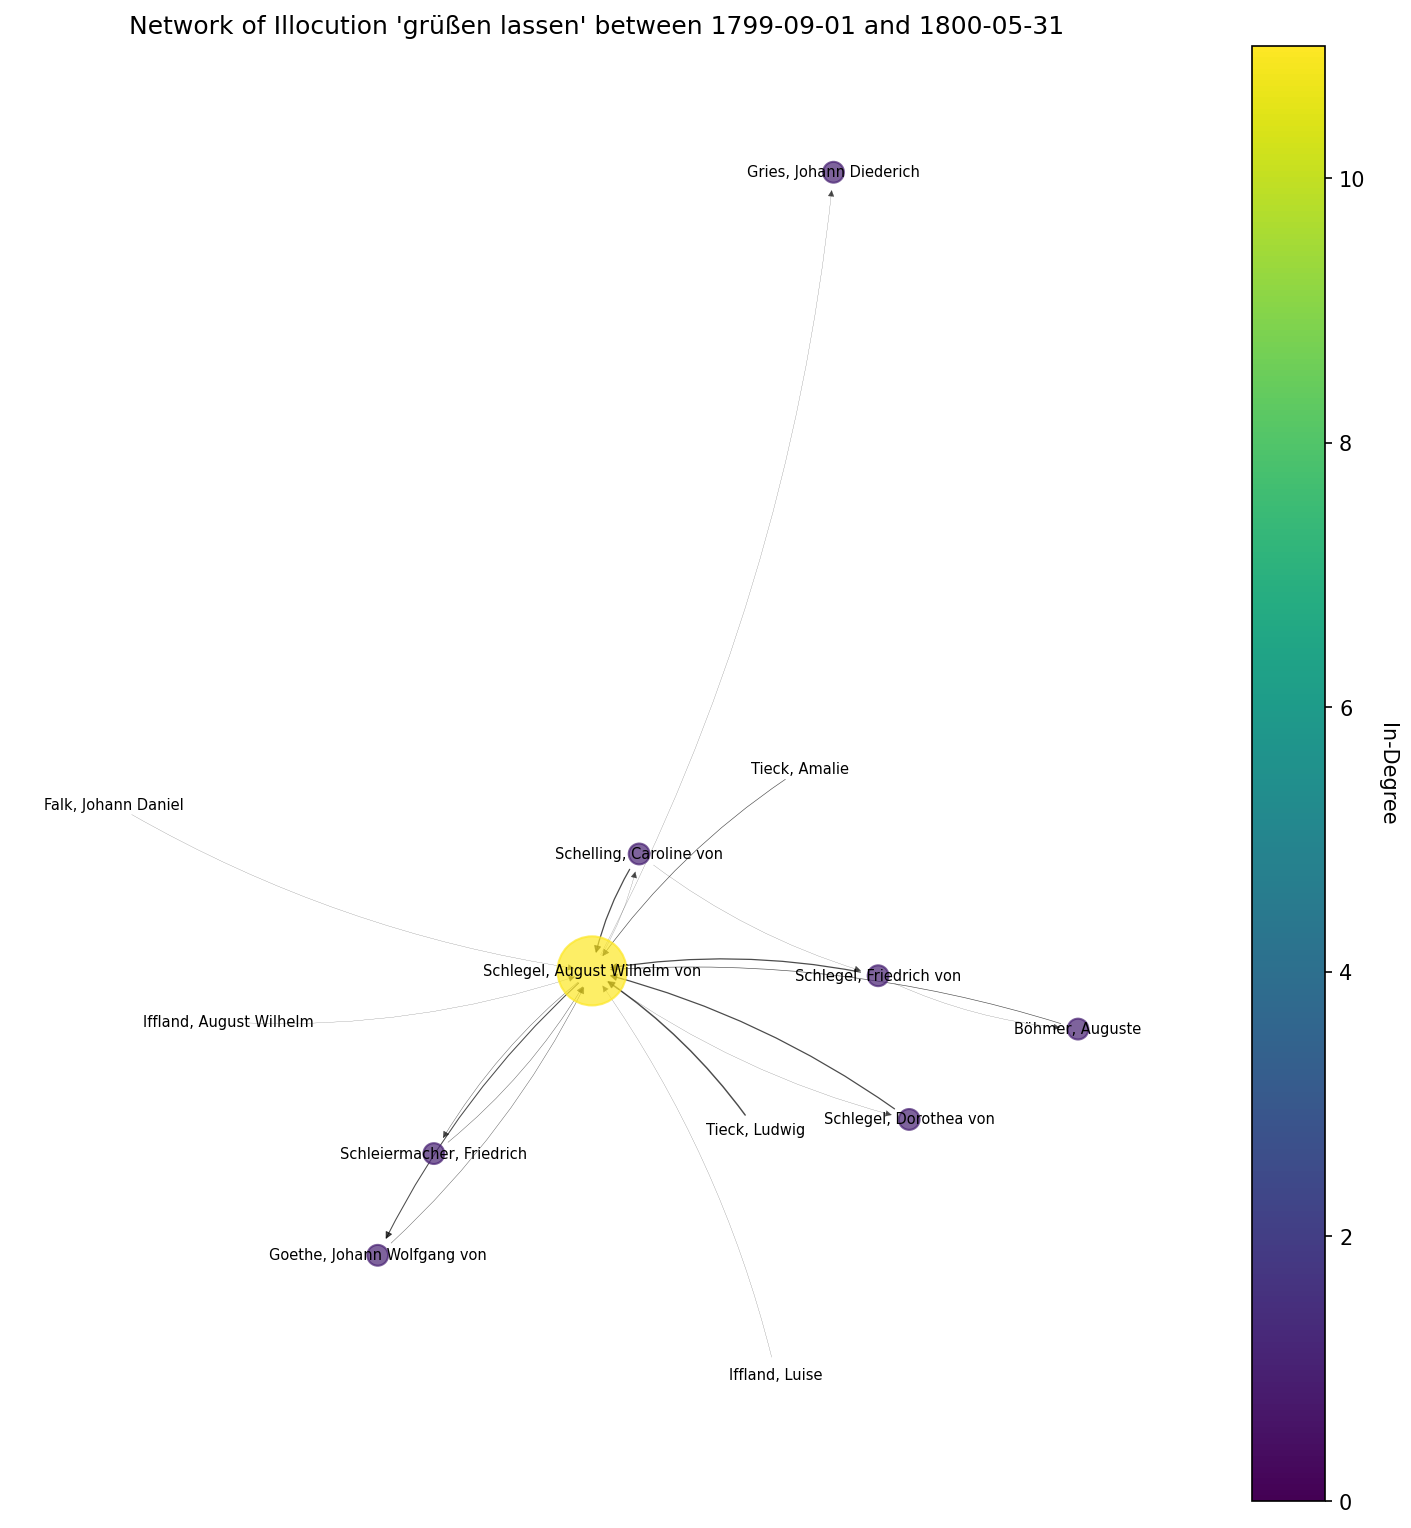 Network of Illocution 'grüßen lassen' between 1799-09-01 and 1800-05-31
Gries, Johann Diederich
Tieck, Amalie
Falk, Johann Daniel
Schelling, Caroline von
Schlegel, August Wilhelm von
Schlegel, Friedrich von
Iffland, August Wilhelm
Böhmer, Auguste
Schlegel, Dorothea von
Tieck, Ludwig
Schleiermacher, Friedrich
Goethe, Johann Wolfgang von
Iffland, Luise
10
8
6
4
2
0
In-Degree